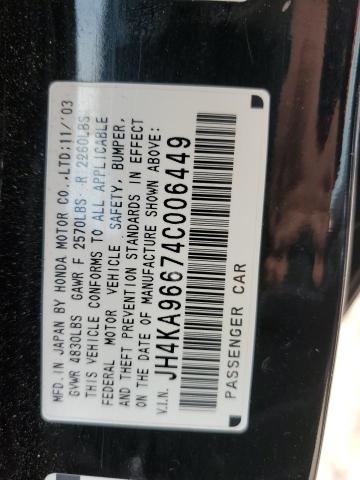 MFD. IN JAPAN BY HONDA MOTOR CO., LTD: 11/'03
GVWR 4830LBS GAWR F 2570LBS R 2260LBS
THIS VEHICLE CONFORMS TO ALL APPLICABLE
FEDERAL MOTOR VEHICLE SAFETY, BUMPER,
AND THEFT PREVENTION STANDARDS IN EFFECT
ON THE DATE OF MANUFACTURE SHOWN ABOVE:
V.I.N. JH4KA96674C006449
PASSENGER CAR